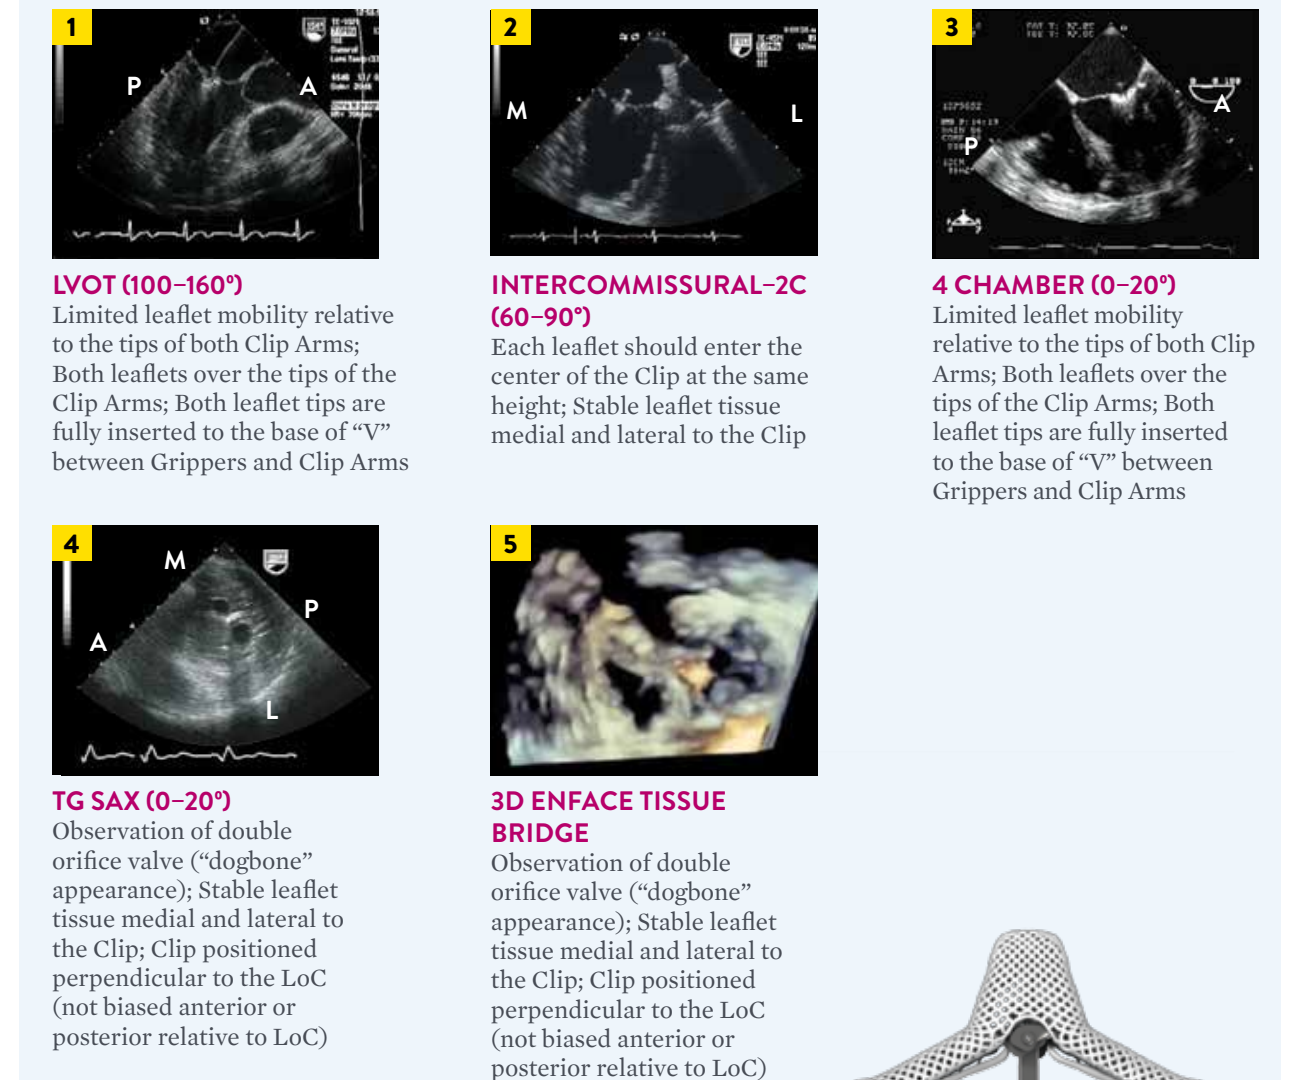 1
P
A
LVOT (100–160º)
Limited leaflet mobility relative
to the tips of both Clip Arms;
Both leaflets over the tips of the
Clip Arms; Both leaflet tips are
fully inserted to the base of “V”
between Grippers and Clip Arms
2
M
L
INTERCOMMISSURAL–2C
(60–90º)
Each leaflet should enter the
center of the Clip at the same
height; Stable leaflet tissue
medial and lateral to the Clip
3
A
P
4 CHAMBER (0–20º)
Limited leaflet mobility
relative to the tips of both Clip
Arms; Both leaflets over the
tips of the Clip Arms; Both
leaflet tips are fully inserted
to the base of “V” between
Grippers and Clip Arms
4
M
P
A
L
TG SAX (0–20º)
Observation of double
orifice valve (“dogbone”
appearance); Stable leaflet
tissue medial and lateral to
the Clip; Clip positioned
perpendicular to the LoC
(not biased anterior or
posterior relative to LoC)
5
3D ENFACE TISSUE
BRIDGE
Observation of double
orifice valve (“dogbone”
appearance); Stable leaflet
tissue medial and lateral to
the Clip; Clip positioned
perpendicular to the LoC
(not biased anterior or
posterior relative to LoC)